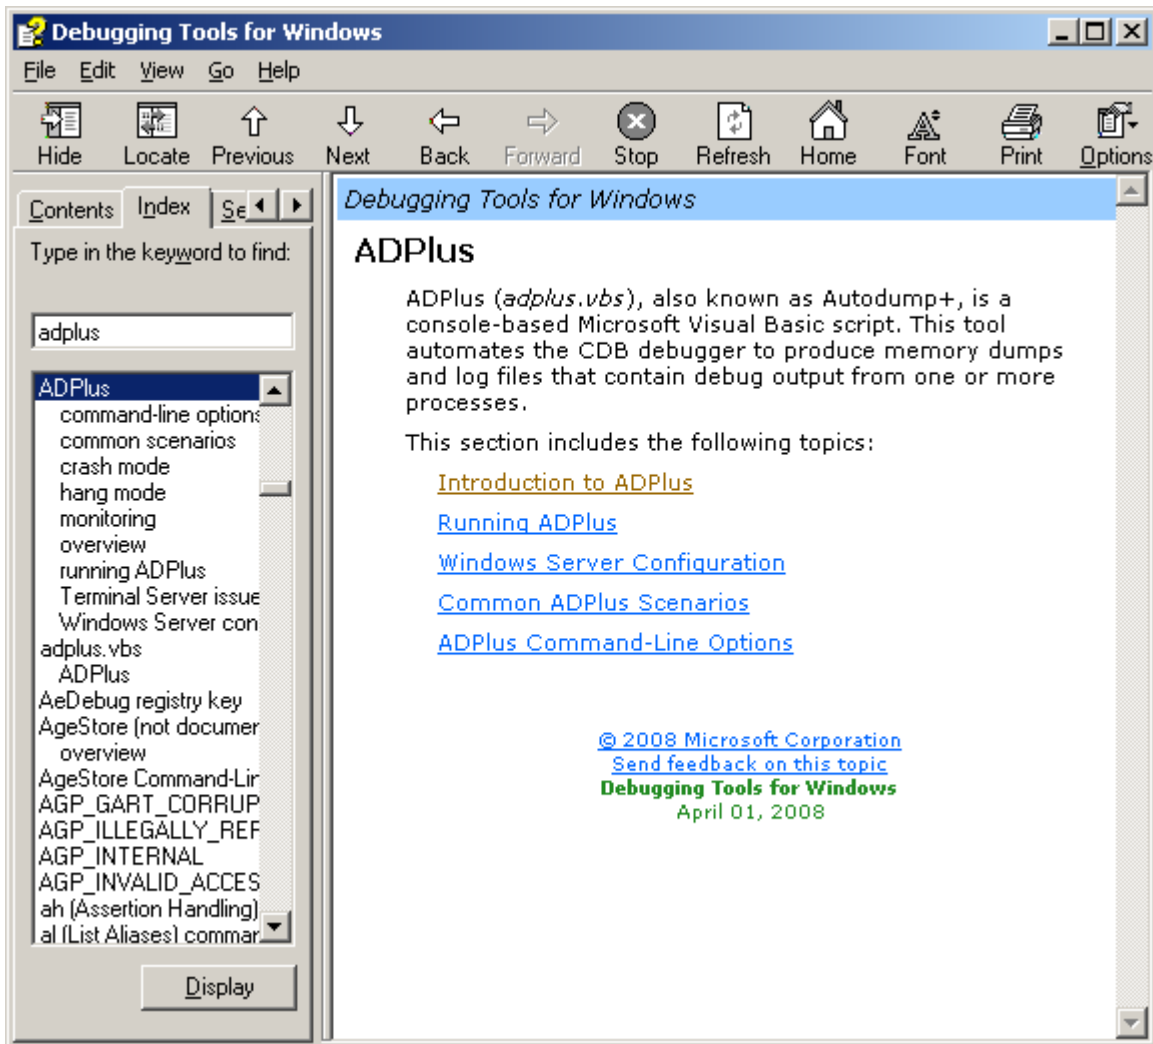 Debugging Tools for Windows
File Edit View Go Help
Hide Locate Previous Next Back Forward Stop Refresh Home Font Print Options
Contents Index Se
Type in the keyword to find:
adplus
ADPlus
command-line options
common scenarios
crash mode
hang mode
monitoring
overview
running ADPlus
Terminal Server issue
Windows Server con
adplus.vbs
ADPlus
AeDebug registry key
AgeStore (not documer
overview
AgeStore Command-Lir
AGP_GART_CORRUP
AGP_ILLEGALLY_REF
AGP_INTERNAL
AGP_INVALID_ACCES
ah (Assertion Handling)
al (List Aliases) commar
Display
Debugging Tools for Windows
ADPlus
ADPlus (adplus.vbs), also known as Autodump+, is a
console-based Microsoft Visual Basic script. This tool
automates the CDB debugger to produce memory dumps
and log files that contain debug output from one or more
processes.
This section includes the following topics:
Introduction to ADPlus
Running ADPlus
Windows Server Configuration
Common ADPlus Scenarios
ADPlus Command-Line Options
© 2008 Microsoft Corporation
Send feedback on this topic
Debugging Tools for Windows
April 01, 2008